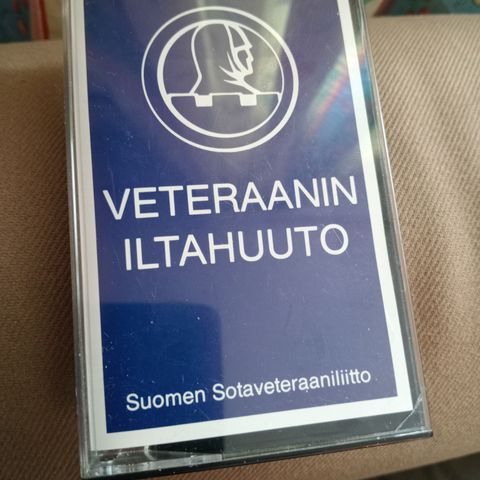 VETERAANIN
ILTAHUUTO
Suomen Sotaveteraaniliitto